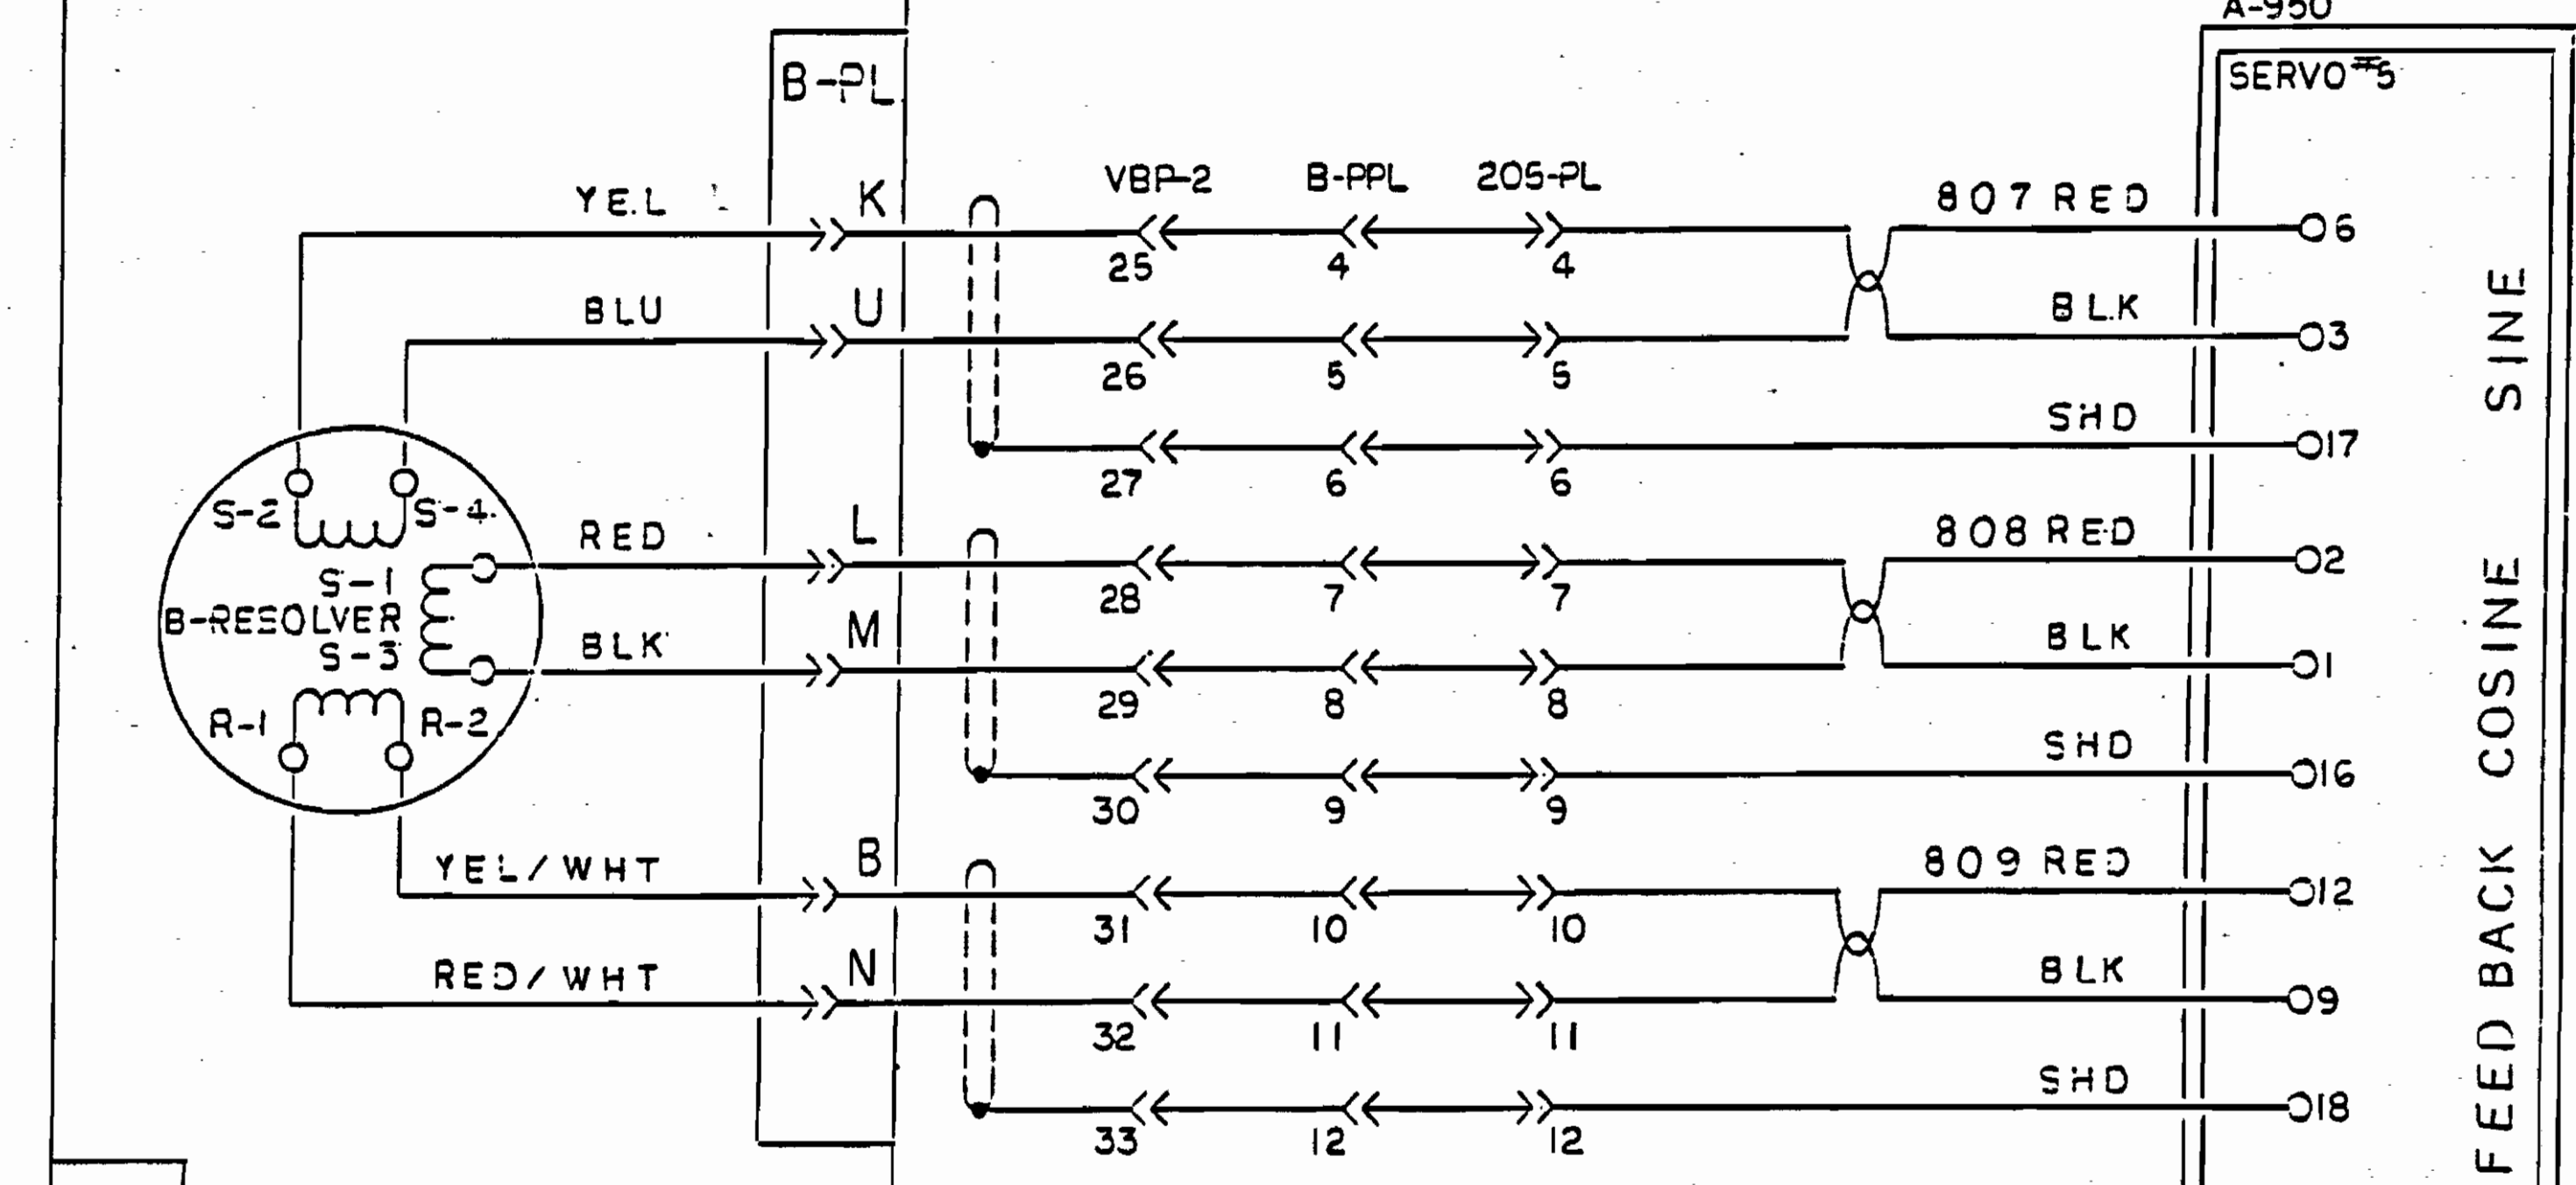 A-950
SERVO #5
B-PL
VBP-2 B-PPL 205-PL
YEL K 807 RED 6
25 4 4
BLU U BLK 3
26 5 5
SHD 17
27 6 6
S-2 S-4
RED L 808 RED 2
28 7 7
S-1
B-RESOLVER
S-3
BLK M BLK 1
29 8 8
R-1 R-2
SHD 16
30 9 9
YEL/WHT B 809 RED 12
31 10 10
RED/WHT N BLK 9
32 11 11
SHD 18
33 12 12
FEED BACK COSINE SINE